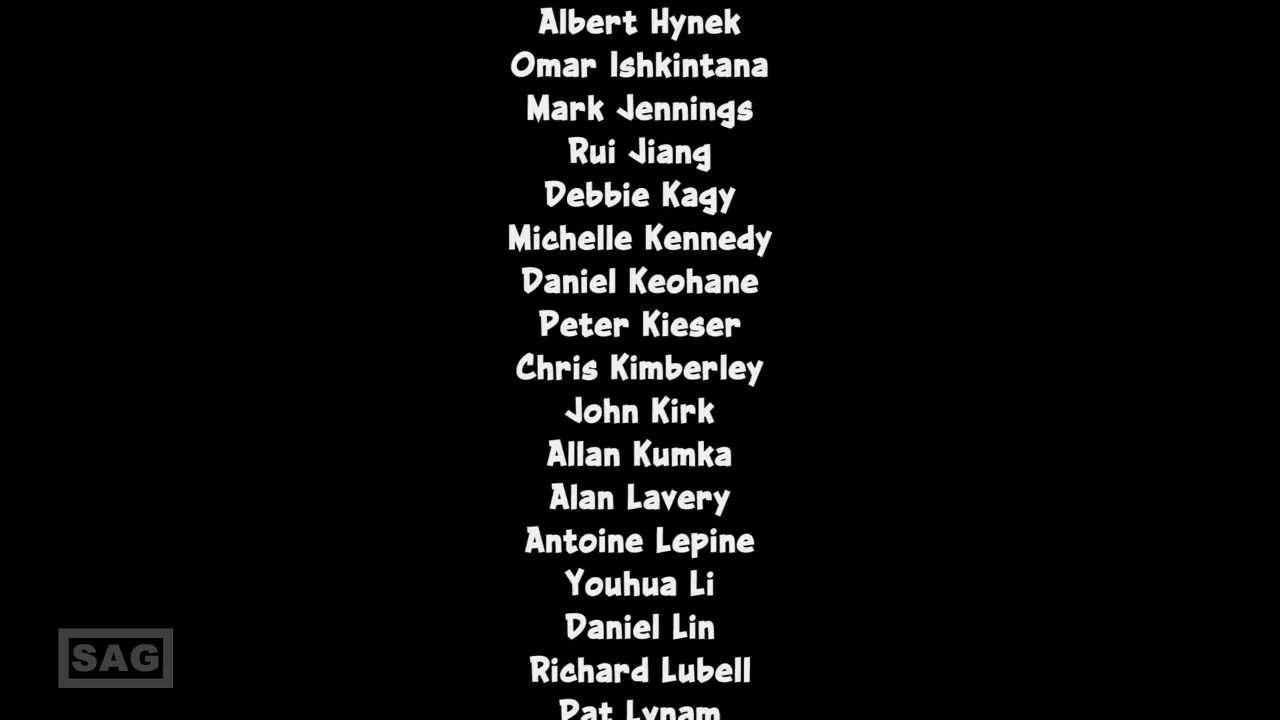 Albert Hynek
Omar Ishkintana
Mark Jennings
Rui Jiang
Debbie Kagy
Michelle Kennedy
Daniel Keohane
Peter Kieser
Chris Kimberley
John Kirk
Allan Kumka
Alan Lavery
Antoine Lepine
Youhua Li
Daniel Lin
Richard Lubell
Pat Lynam
SAG